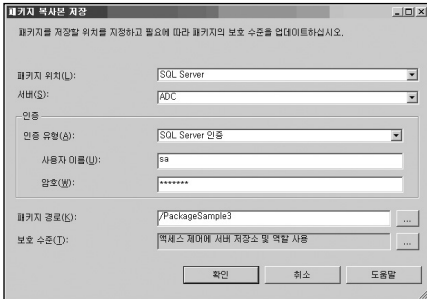 패키지 복사본 저장
패키지를 저장할 위치를 지정하고 필요에 따라 패키지의 보호 수준을 업데이트하십시오.
패키지 위치(L): SQL Server
서버(S): ADC
인증
인증 유형(A): SQL Server 인증
사용자 이름(U): sa
암호(W): *******
패키지 경로(K): /PackageSample3 ...
보호 수준(T): 액세스 제어에 서버 저장소 및 역할 사용 ...
확인 취소 도움말